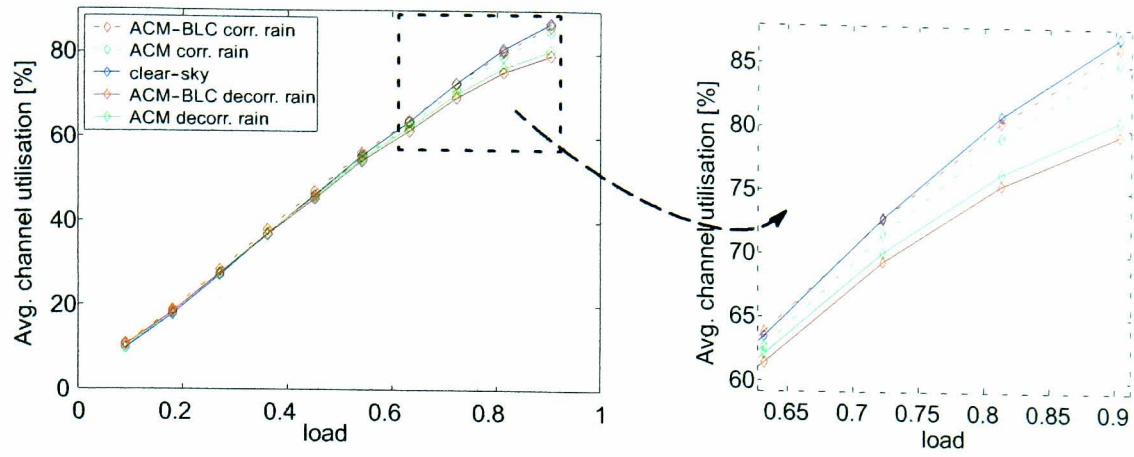 ACM-BLC corr. rain
ACM corr. rain
clear-sky
ACM-BLC decorr. rain
ACM decorr. rain
Avg. channel utilisation [%]
80
60
40
20
0
0
0.2
0.4
0.6
0.8
1
load
Avg. channel utilisation [%]
85
80
75
70
65
60
0.65
0.7
0.75
0.8
0.85
0.9
load